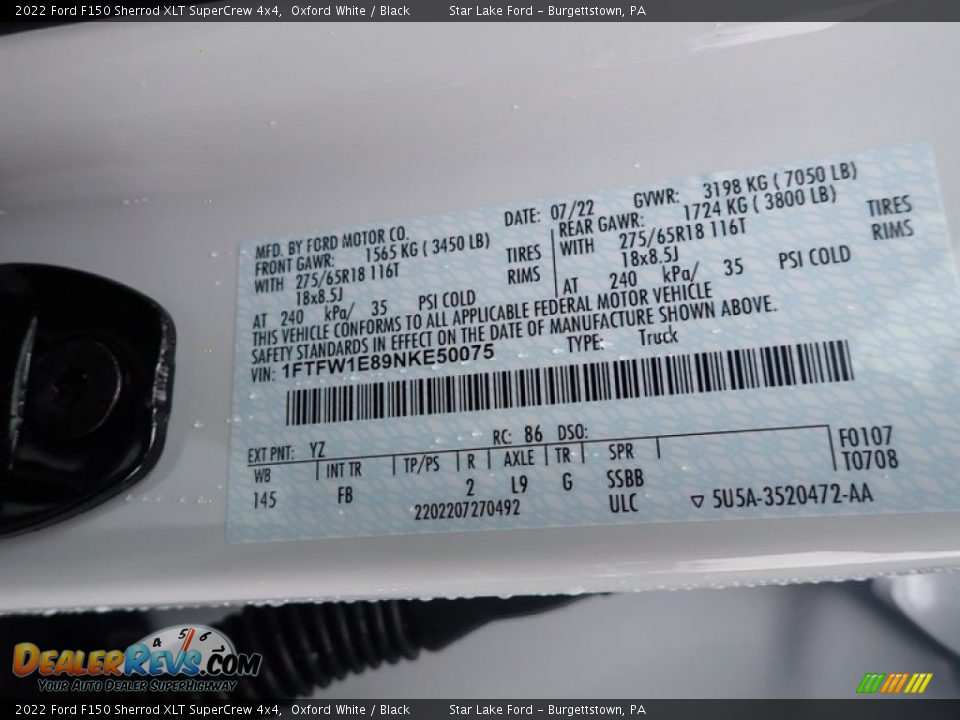 2022 Ford F150 Sherrod XLT SuperCrew 4x4, Oxford White / Black Star Lake Ford - Burgettstown, PA
MFD. BY FORD MOTOR CO. DATE: 07/22 GVWR: 3198 KG ( 7050 LB)
FRONT GAWR: 1565 KG ( 3450 LB) REAR GAWR: 1724 KG ( 3800 LB)
WITH 275/65R18 116T TIRES WITH 275/65R18 116T TIRES
18x8.5J RIMS 18x8.5J RIMS
AT 240 kPa/ 35 PSI COLD AT 240 kPa/ 35 PSI COLD
THIS VEHICLE CONFORMS TO ALL APPLICABLE FEDERAL MOTOR VEHICLE
SAFETY STANDARDS IN EFFECT ON THE DATE OF MANUFACTURE SHOWN ABOVE.
VIN: 1FTFW1E89NKE50075 TYPE: Truck
EXT PNT: YZ RC: 86 DSO: F0107
WB INT TR TP/PS R AXLE TR SPR T0708
145 FB 2 L9 G SSBB
2202207270492 ULC ▽ 5U5A-3520472-AA
4 5 6
DEALERREVS.COM
YOUR AUTO DEALER SUPERHIGHWAY
2022 Ford F150 Sherrod XLT SuperCrew 4x4, Oxford White / Black Star Lake Ford - Burgettstown, PA